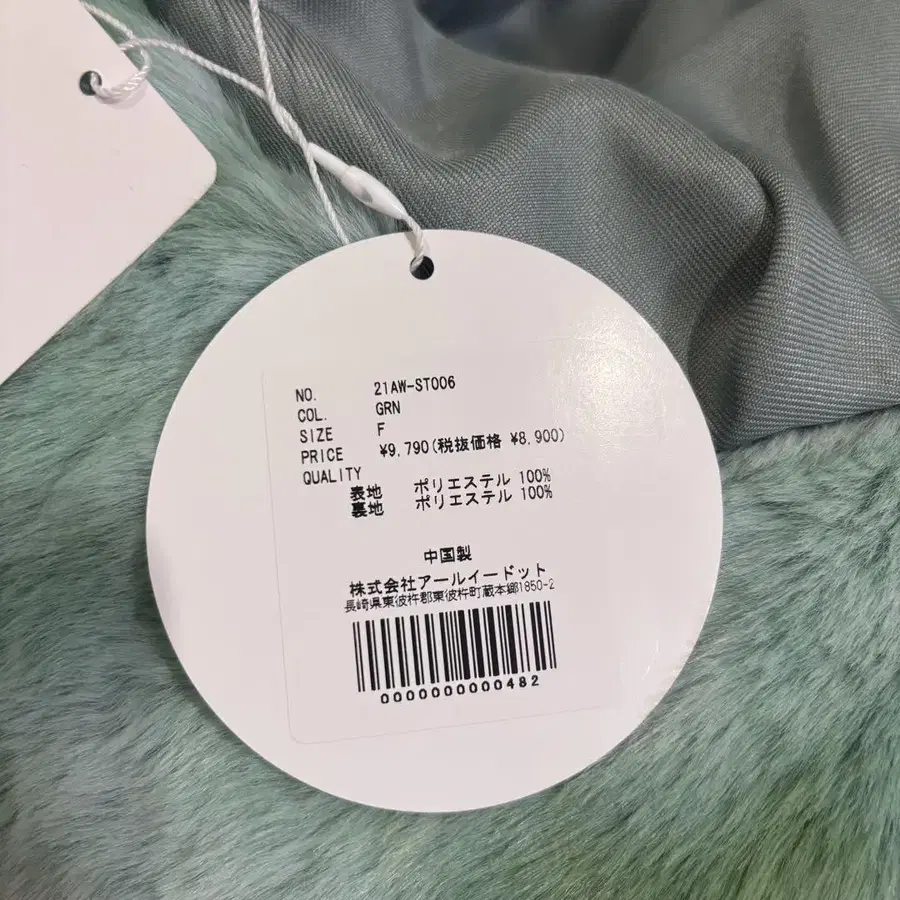 NO. 21AW-ST006
COL. GRN
SIZE F
PRICE ¥9,790(税抜価格 ¥8,900)
QUALITY
表地 ポリエステル 100%
裏地 ポリエステル 100%
中国製
株式会社アールイードット
長崎県東彼杵郡東彼杵町蔵本郷1850-2
0000000000482